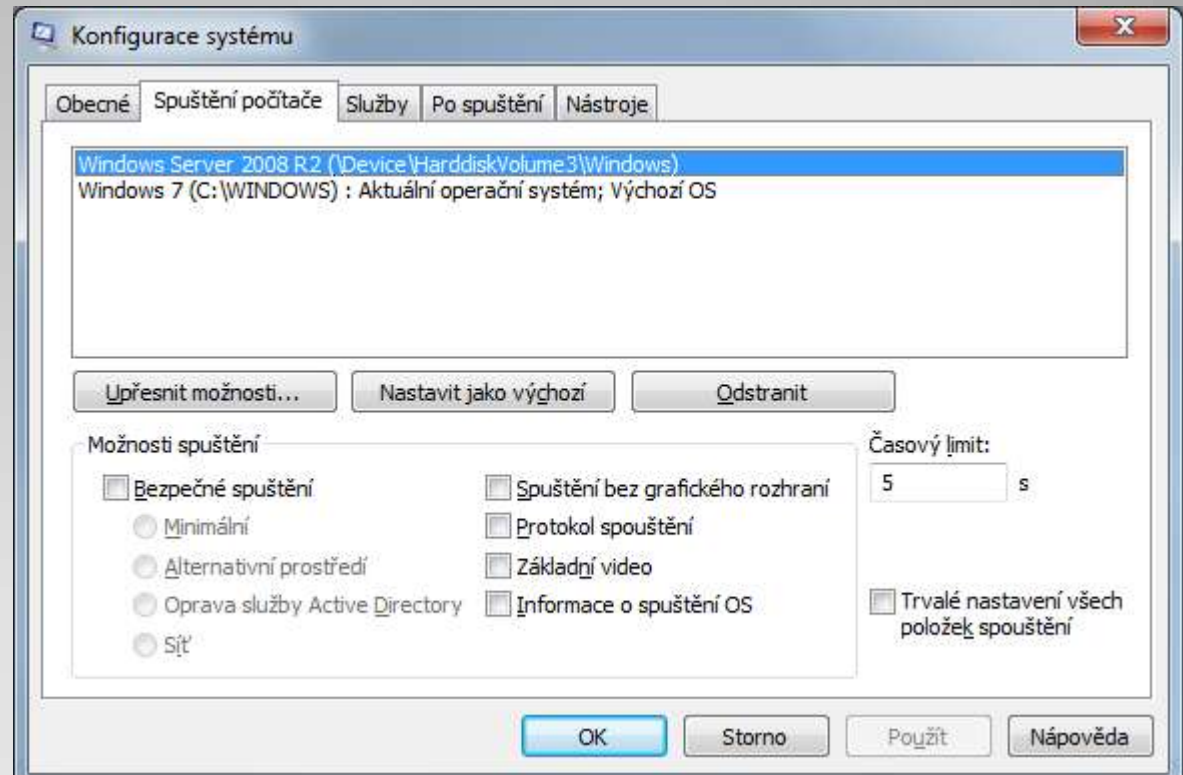 Konfigurace systému
Obecné Spuštění počítače Služby Po spuštění Nástroje
Windows Server 2008 R2 (\Device\HarddiskVolume3\Windows)
Windows 7 (C:\WINDOWS) : Aktuální operační systém; Výchozí OS
Upřesnit možnosti... Nastavit jako výchozí Odstranit
Možnosti spuštění Časový limit:
Bezpečné spuštění Spuštění bez grafického rozhraní 5 s
Minimální Protokol spouštění
Alternativní prostředí Základní video
Oprava služby Active Directory Informace o spuštění OS Trvalé nastavení všech
položek spouštění
Síť
OK Storno Použít Nápověda